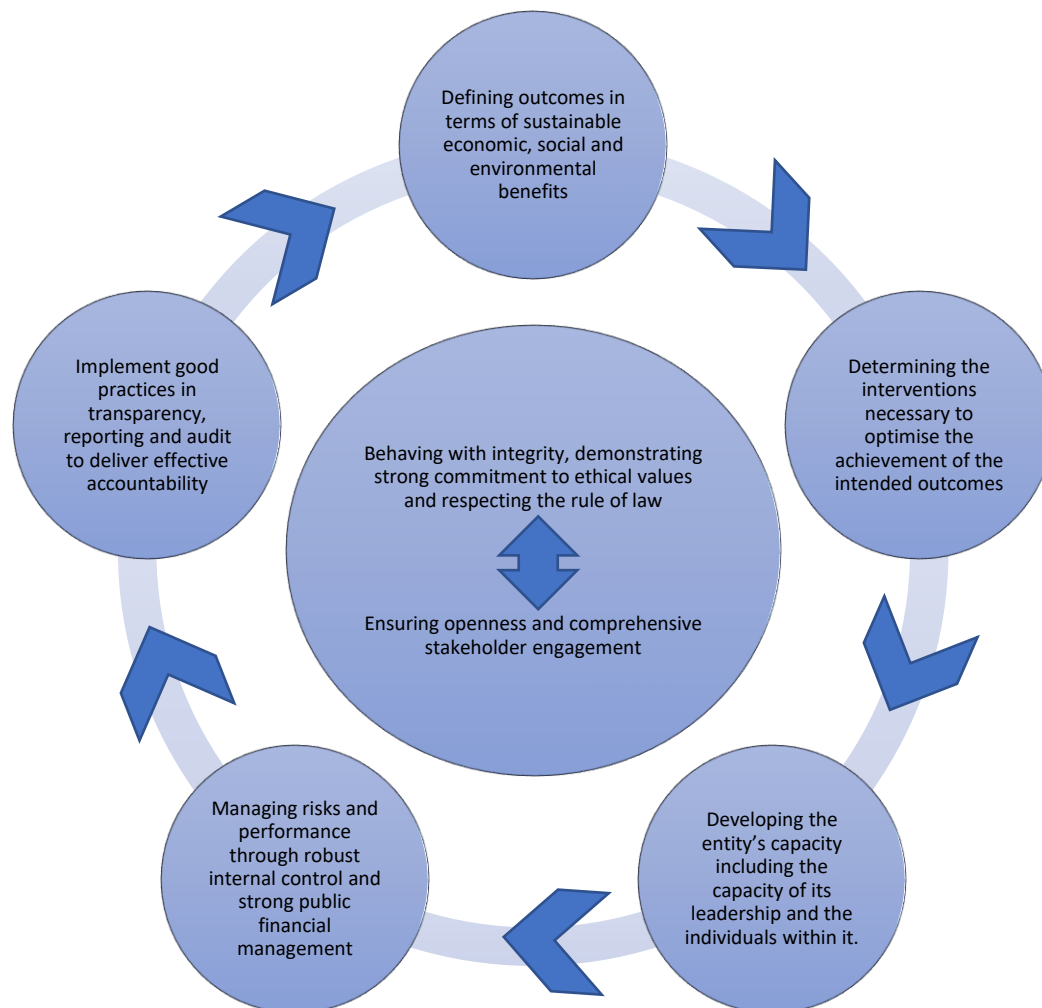 Defining outcomes in
terms of sustainable
economic, social and
environmental
benefits
Determining the
interventions
necessary to
optimise the
achievement of the
intended outcomes
Developing the
entity’s capacity
including the
capacity of its
leadership and the
individuals within it.
Managing risks and
performance
through robust
internal control and
strong public
financial
management
Implement good
practices in
transparency,
reporting and audit
to deliver effective
accountability
Behaving with integrity, demonstrating
strong commitment to ethical values
and respecting the rule of law
Ensuring openness and comprehensive
stakeholder engagement